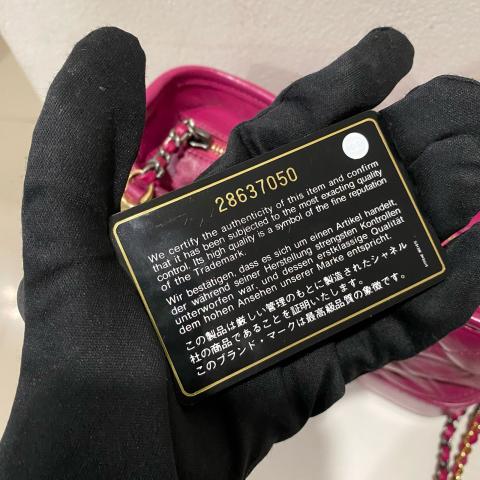 28637050
We certify the authenticity of this item and confirm
that it has been subjected to the most exacting quality
control. Its high quality is a symbol of the fine reputation
of the Trademark.
Wir bestätigen, dass es sich um einen Artikel handelt,
der während seiner Herstellung strengsten Kontrollen
unterworfen war, und dessen erstklassige Qualität
dem hohen Ansehen unserer Marke entspricht.
この製品は厳しい管理のもとに製造されたシャネル
社の商品であることを証明いたします。
このブランド・マークは最高級品質の象徴です。